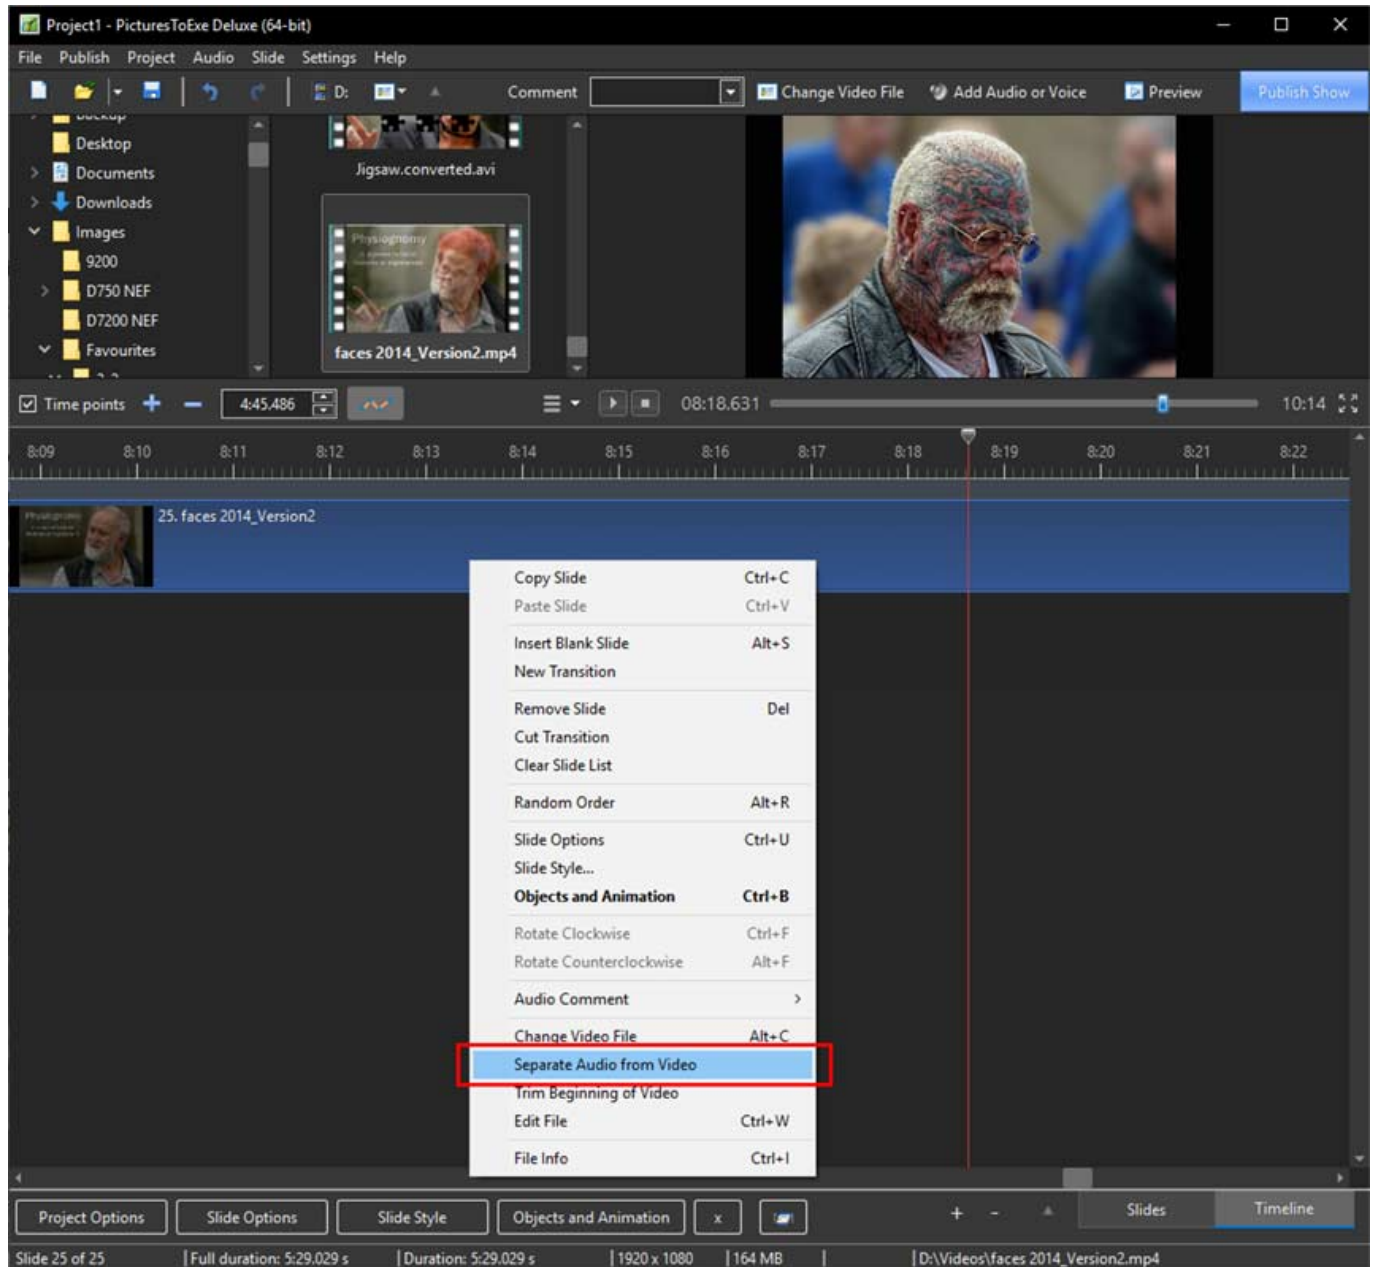 Project1 - PicturesToExe Deluxe (64-bit)
File Publish Project Audio Slide Settings Help
D: Comment Change Video File Add Audio or Voice Preview Publish Show
Backup
Desktop
Documents
Downloads
Images
9200
D750 NEF
D7200 NEF
Favourites
Jigsaw.converted.avi
Physiognomy
faces 2014_Version2.mp4
Time points 4:45.486 08:18.631 10:14
8:09 8:10 8:11 8:12 8:13 8:14 8:15 8:16 8:17 8:18 8:19 8:20 8:21 8:22
25. faces 2014_Version2
Copy Slide Ctrl+C
Paste Slide Ctrl+V
Insert Blank Slide Alt+S
New Transition
Remove Slide Del
Cut Transition
Clear Slide List
Random Order Alt+R
Slide Options Ctrl+U
Slide Style...
Objects and Animation Ctrl+B
Rotate Clockwise Ctrl+F
Rotate Counterclockwise Alt+F
Audio Comment >
Change Video File Alt+C
Separate Audio from Video
Trim Beginning of Video
Edit File Ctrl+W
File Info Ctrl+I
Project Options Slide Options Slide Style Objects and Animation x + - Slides Timeline
Slide 25 of 25 Full duration: 5:29.029 s Duration: 5:29.029 s 1920 x 1080 164 MB D:\Videos\faces 2014_Version2.mp4